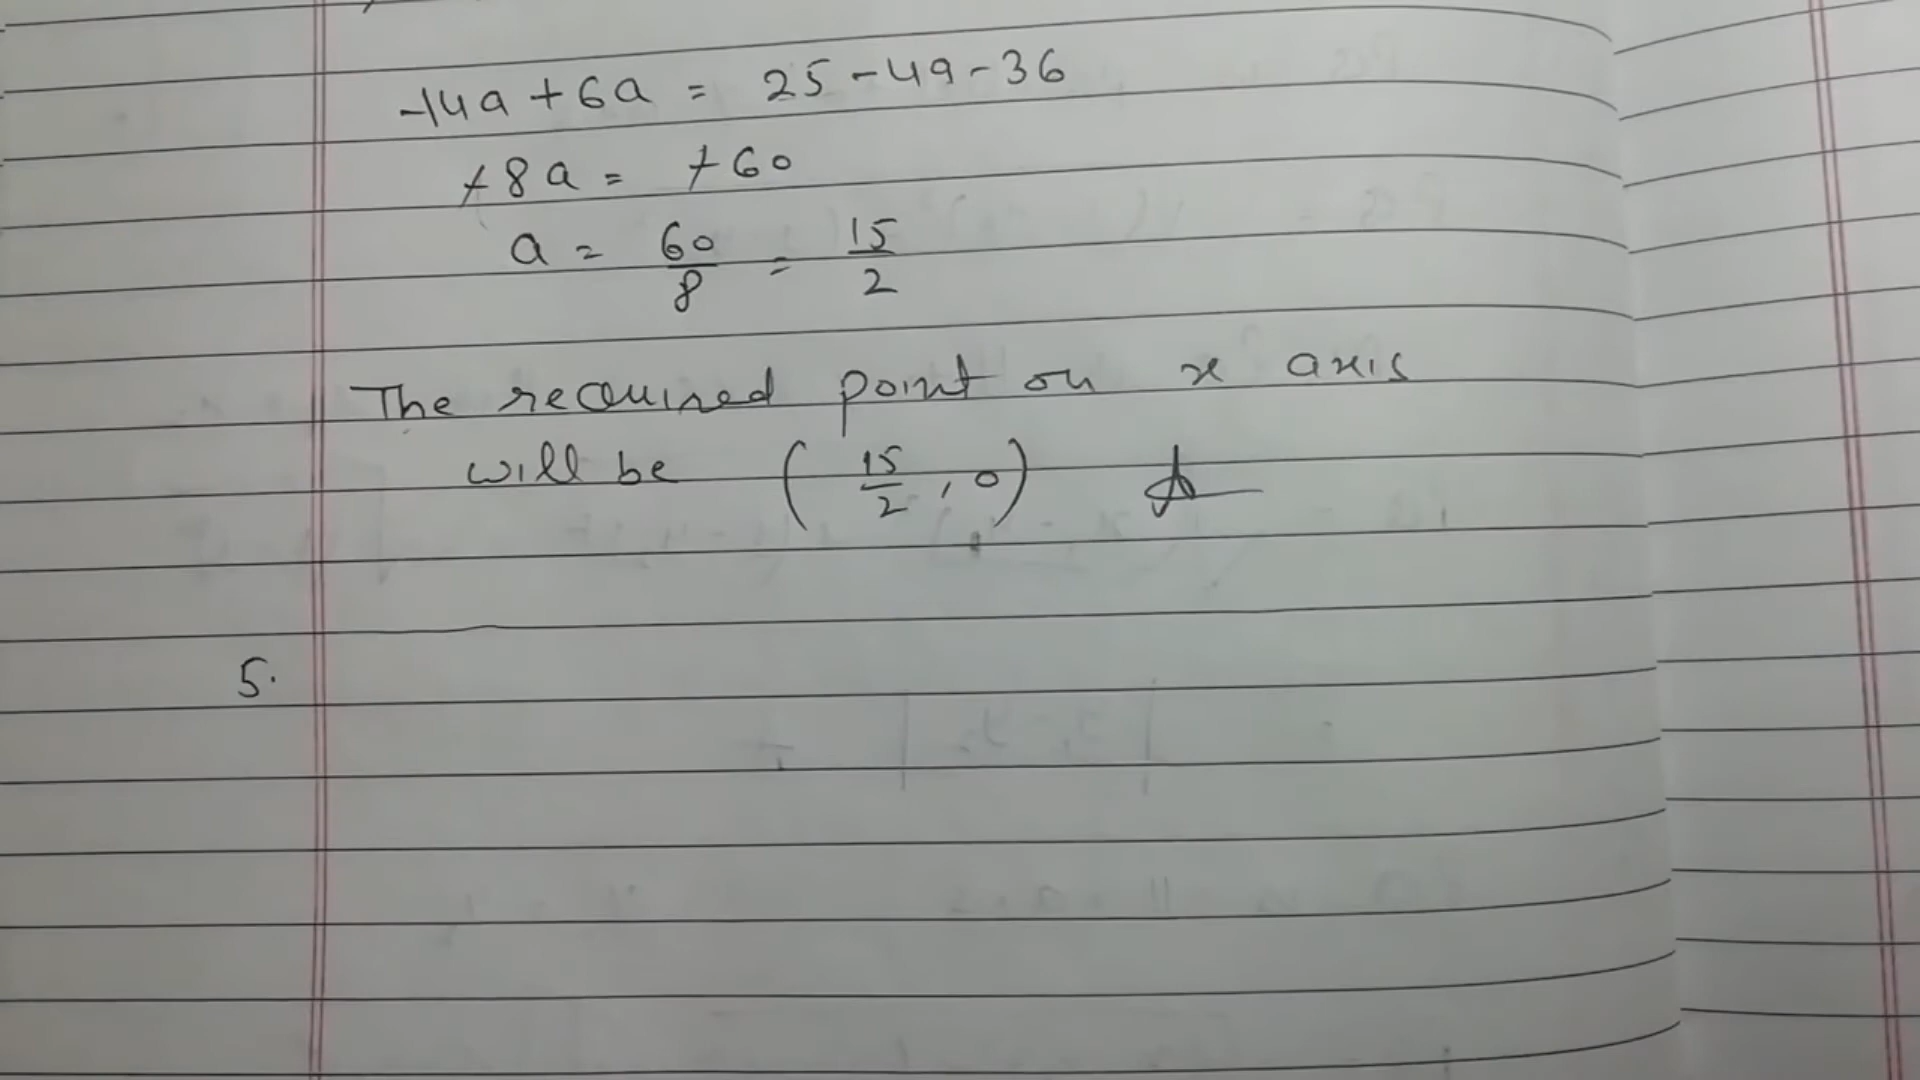 -14a + 6a = 25 - 49 - 36
+8a = +60
a = 60/8 = 15/2
The required point on x axis
will be (15/2, 0)
5.